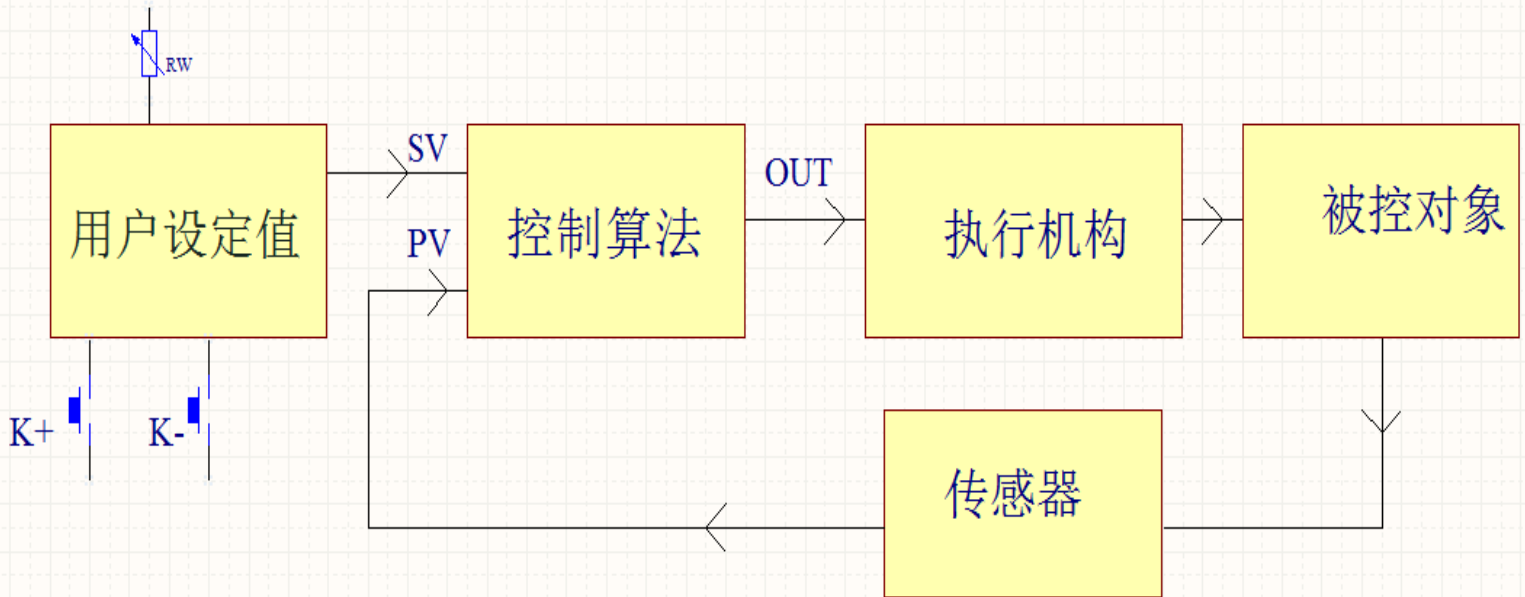 RW
用户设定值
SV
PV
控制算法
OUT
执行机构
被控对象
K+
K-
传感器